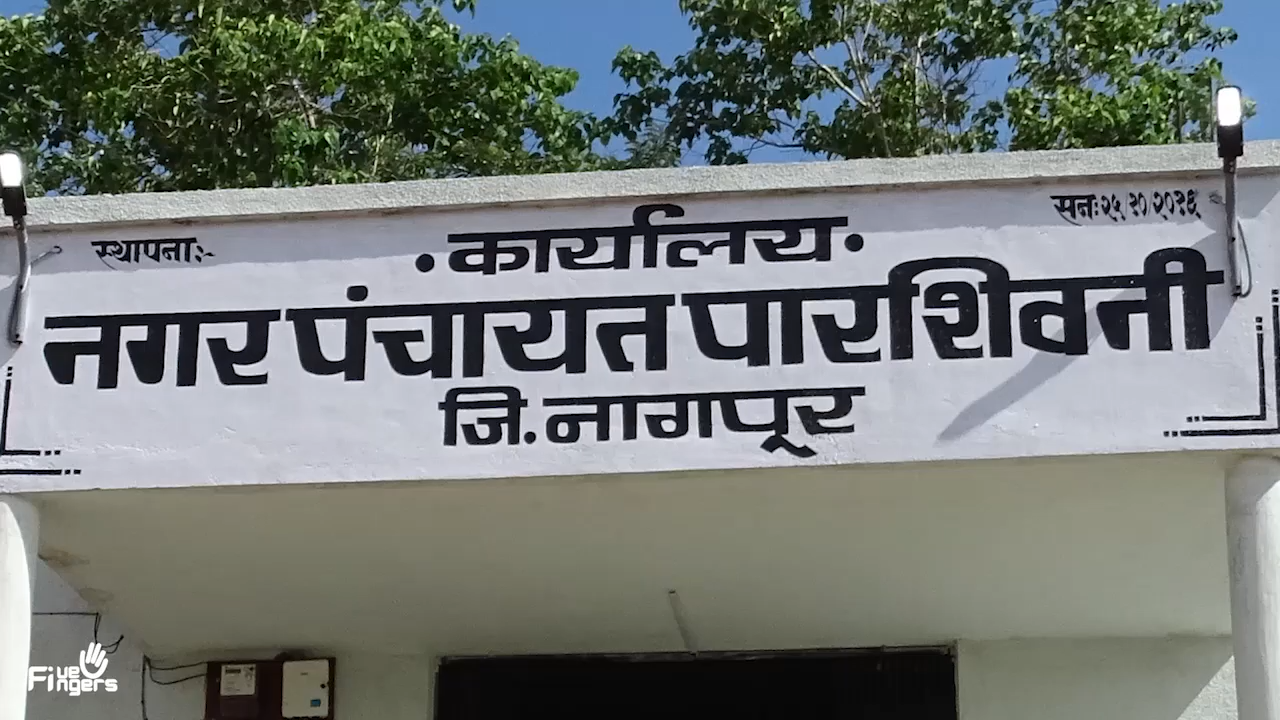 स्थापना:-
सन:२५/१०/२०१६
•कार्यालय•
नगर पंचायत पारशिवनी
जि.नागपूर
Five Fingers